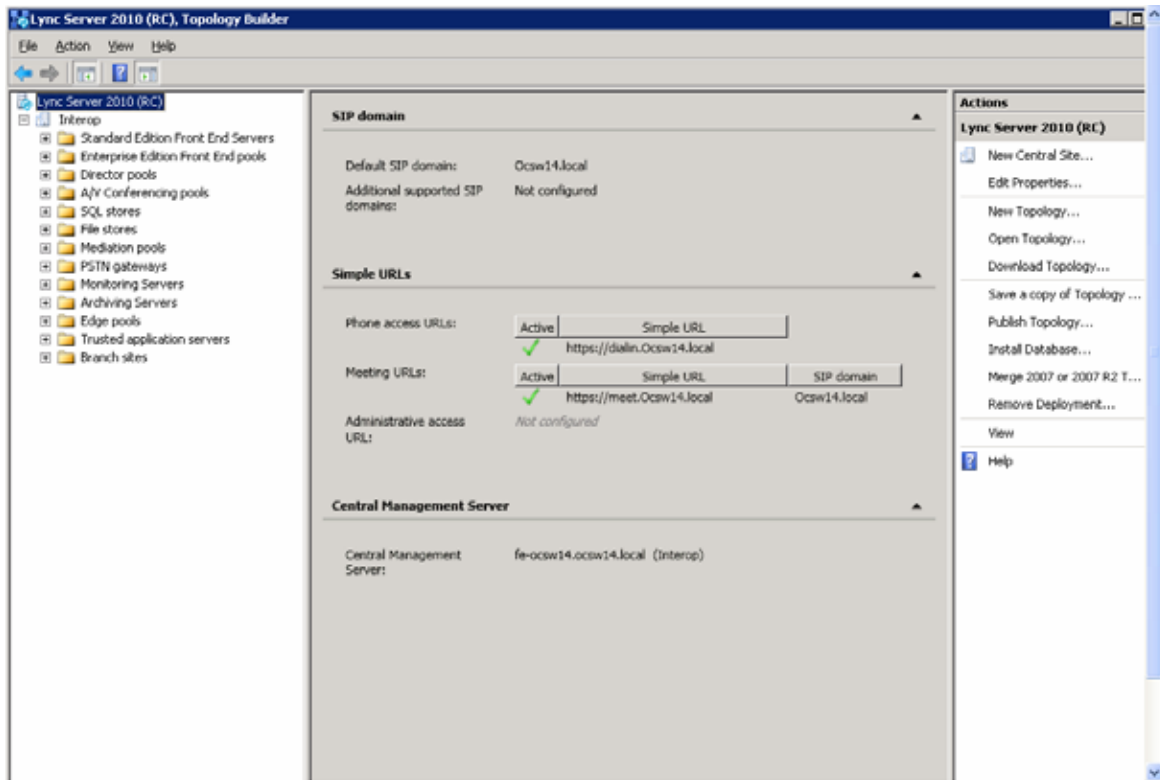 Lync Server 2010 (RC), Topology Builder
File Action View Help
Lync Server 2010 (RC)
Interop
Standard Edition Front End Servers
Enterprise Edition Front End pools
Director pools
A/V Conferencing pools
SQL stores
File stores
Mediation pools
PSTN gateways
Monitoring Servers
Archiving Servers
Edge pools
Trusted application servers
Branch sites
SIP domain
Default SIP domain: Ocsw14.local
Additional supported SIP Not configured
domains:
Simple URLs
Phone access URLs: Active Simple URL
https://dialin.Ocsw14.local
Meeting URLs: Active Simple URL SIP domain
https://meet.Ocsw14.local Ocsw14.local
Administrative access Not configured
URL:
Central Management Server
Central Management fe-ocsw14.ocsw14.local (Interop)
Server:
Actions
Lync Server 2010 (RC)
New Central Site...
Edit Properties...
New Topology...
Open Topology...
Download Topology...
Save a copy of Topology ...
Publish Topology...
Install Database...
Merge 2007 or 2007 R2 T...
Remove Deployment...
View
Help